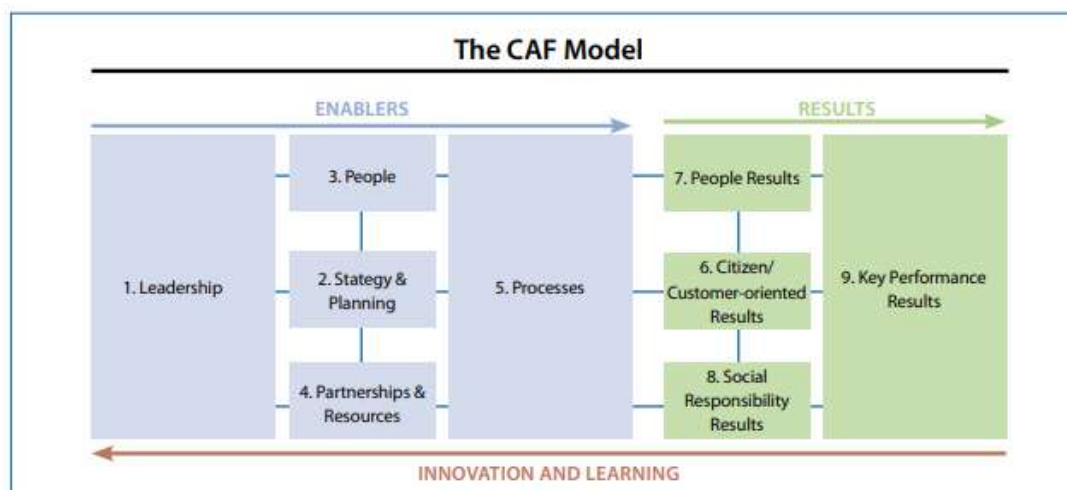 The CAF Model
ENABLERS
RESULTS
1. Leadership
3. People
2. Stategy &
Planning
4. Partnerships &
Resources
5. Processes
7. People Results
6. Citizen/
Customer-oriented
Results
8. Social
Responsibility
Results
9. Key Performance
Results
INNOVATION AND LEARNING